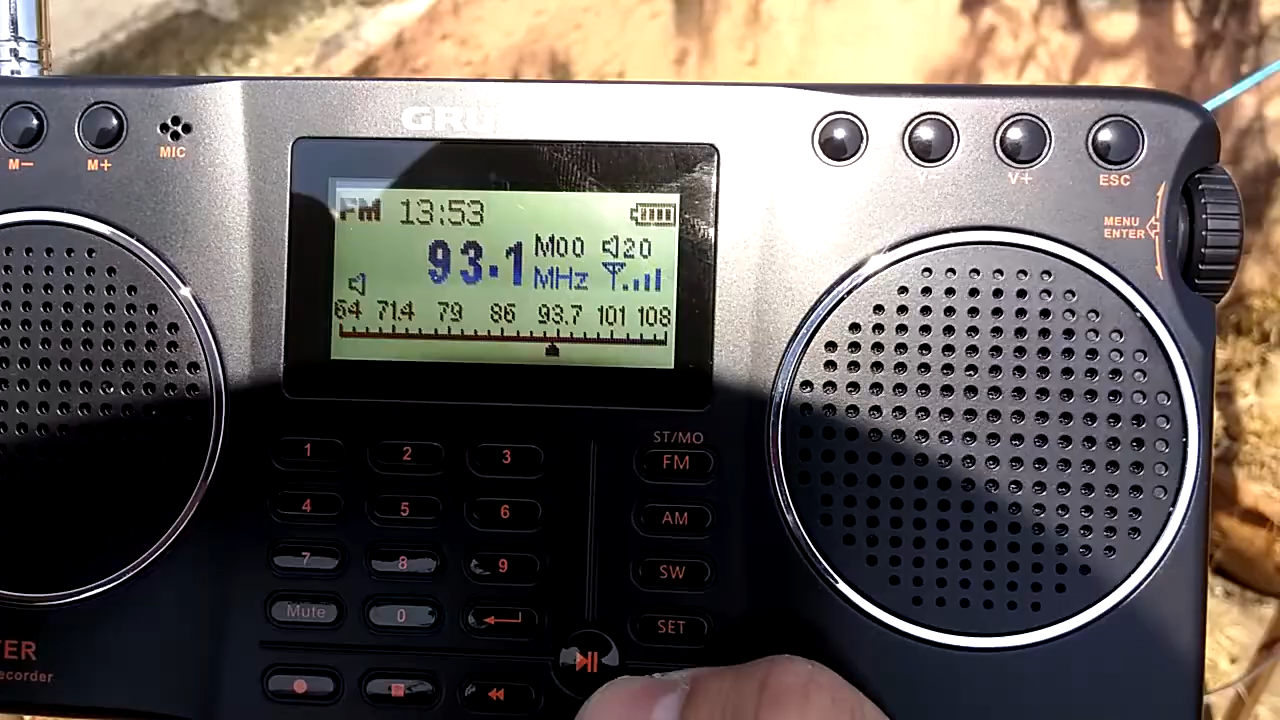 GRU
M− M+ MIC
V+ ESC
MENU
ENTER
FM 13:53
93.1 M00 20
MHz
64 71.4 79 86 93.7 101 108
ST/MO
1 2 3 FM
4 5 6 AM
7 8 9 SW
Mute 0 SET
TER
ecorder